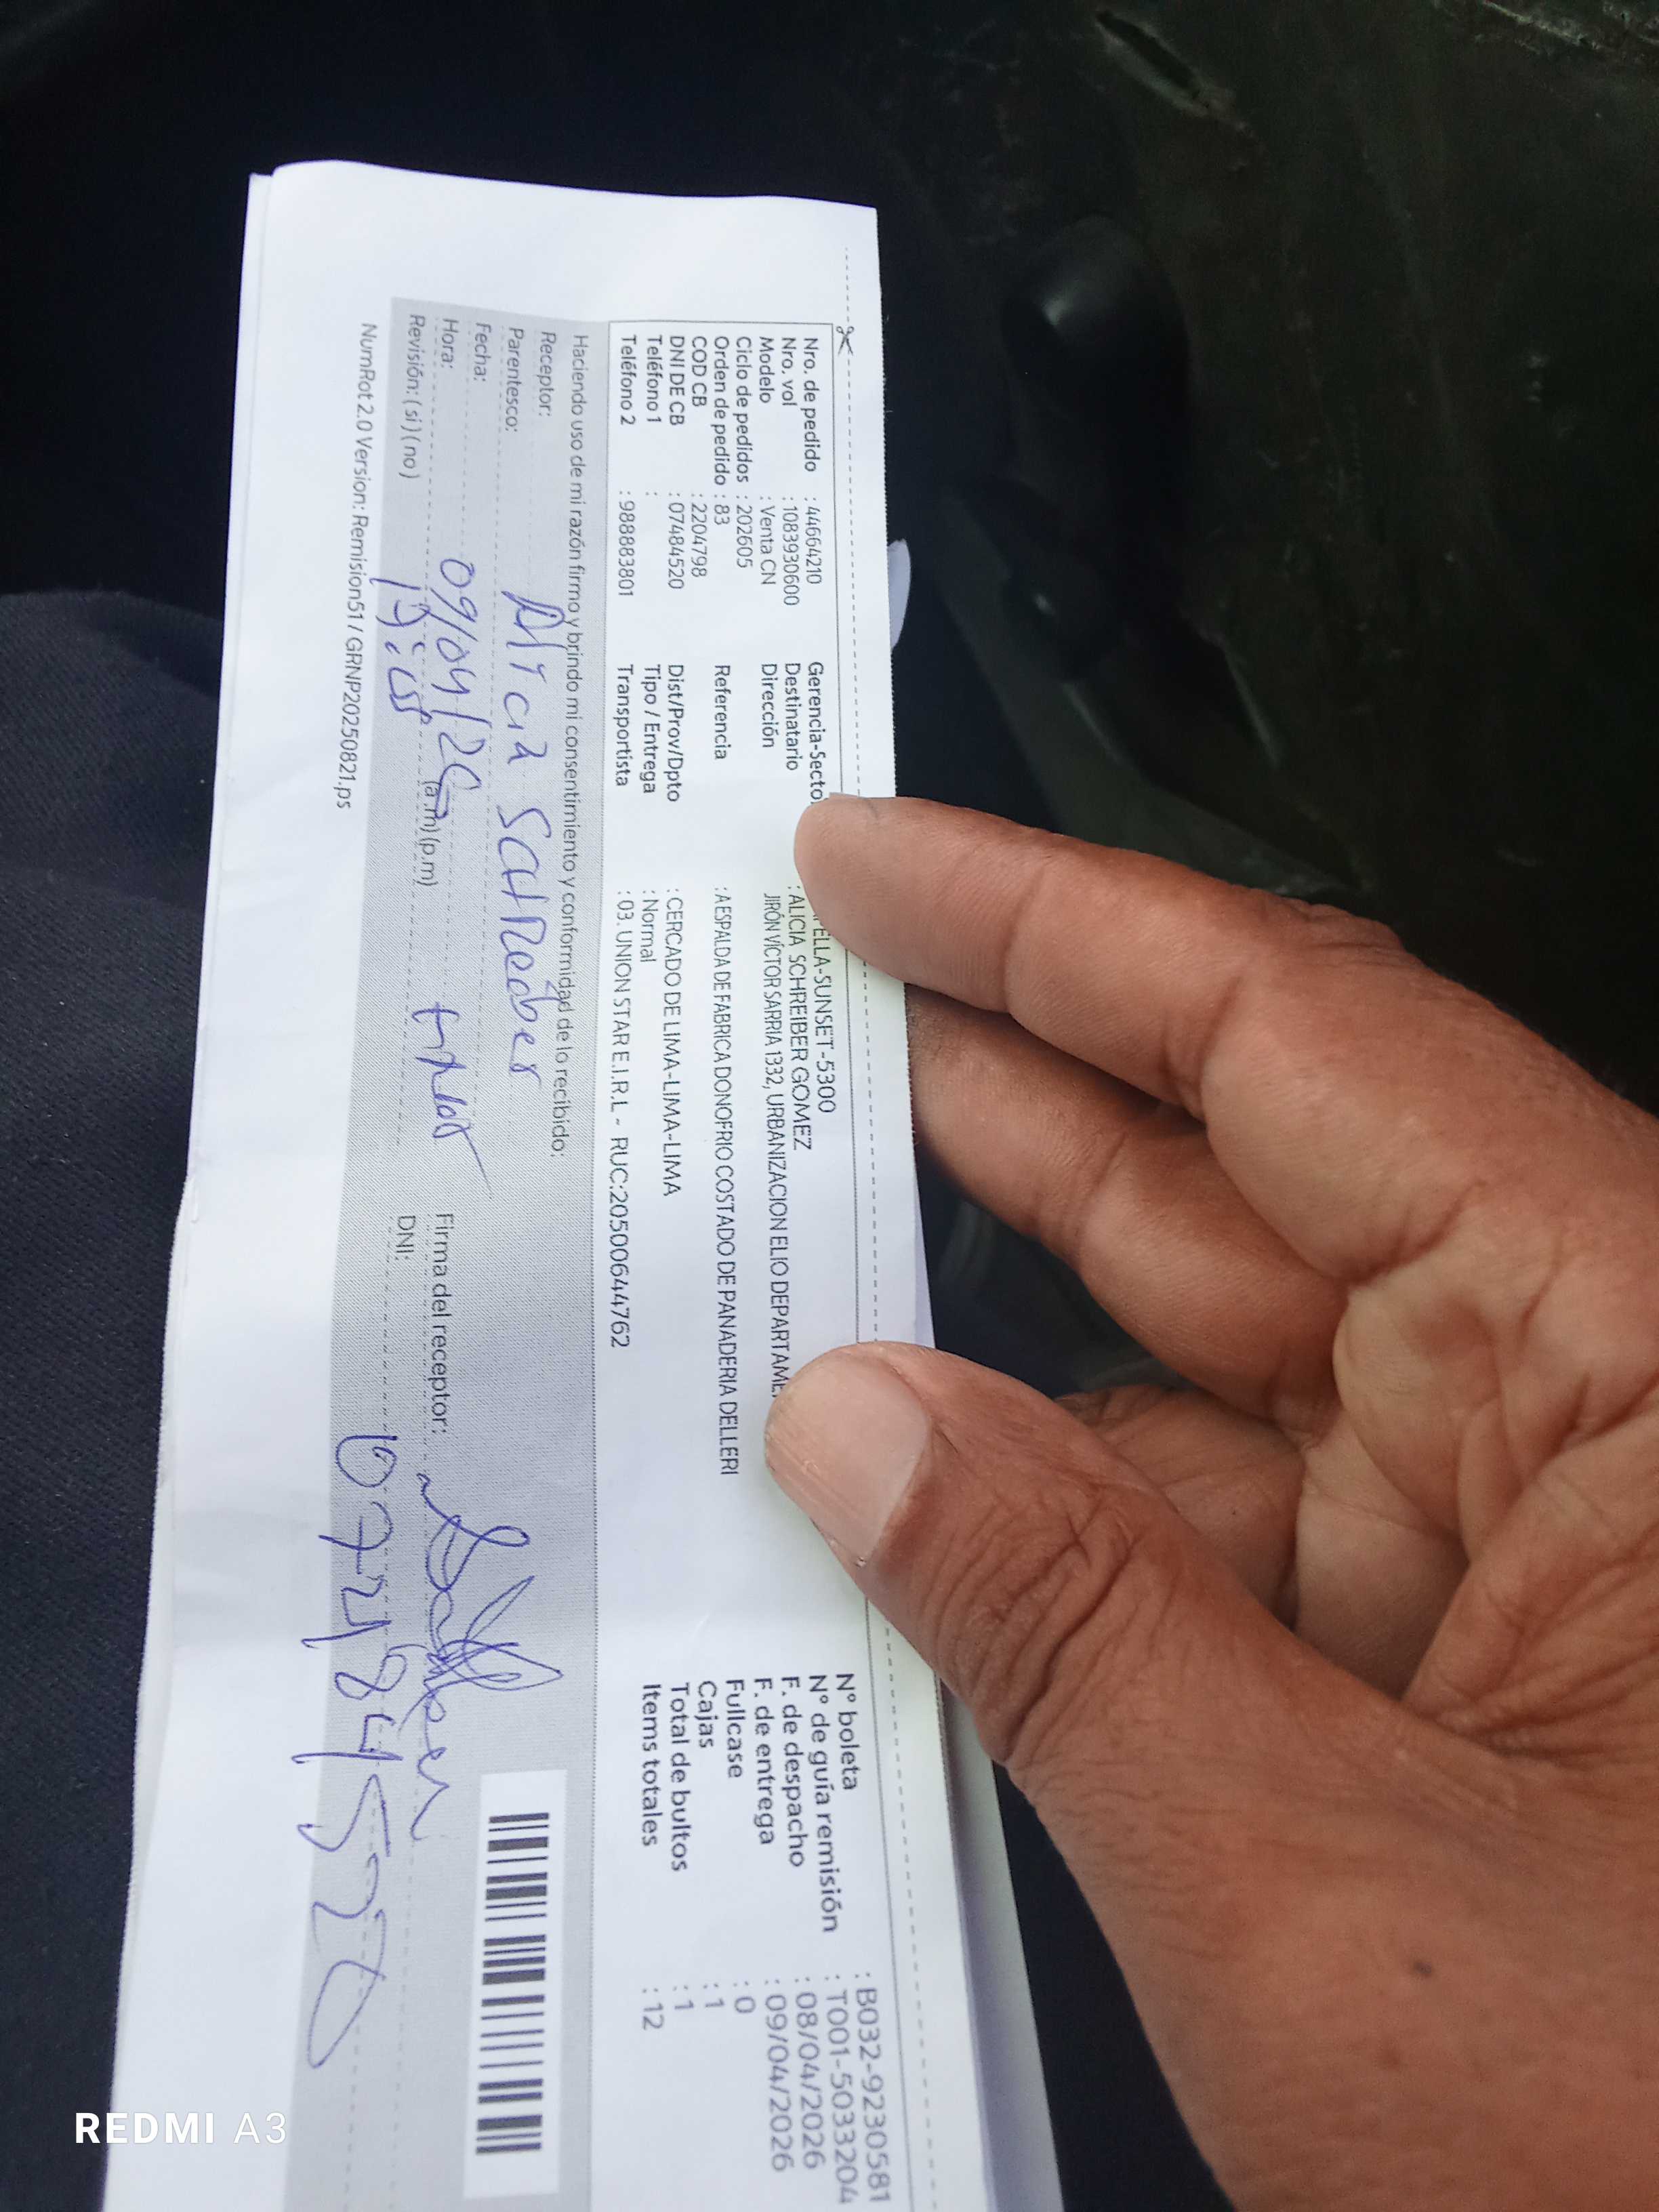 Nro. de pedido : 44664210
Nro. vol : 1083930600
Modelo : Venta CN
Ciclo de pedidos : 202605
Orden de pedido : 83
COD CB : 2204798
DNI DE CB : 07484520
Teléfono 1 :
Teléfono 2 : 988883801
Gerencia-Secto
ELLA-SUNSET-5300
Destinatario : ALICIA SCHREIBER GOMEZ
Dirección JIRÓN VÍCTOR SARRIA 1332, URBANIZACION ELIO DEPARTAME
Referencia : A ESPALDA DE FABRICA DONOFRIO COSTADO DE PANADERIA DELLERI
Dist/Prov/Dpto : CERCADO DE LIMA-LIMA-LIMA
Tipo / Entrega : Normal
Transportista : 03. UNION STAR E.I.R.L - RUC:20500644762
N° boleta : B032-9230581
N° de guía remisión : T001-5033204
F. de despacho : 08/04/2026
F. de entrega : 09/04/2026
Fullcase : 0
Cajas : 1
Total de bultos : 1
Items totales : 12
Haciendo uso de mi razón firmo y brindo mi consentimiento y conformidad de lo recibido:
Receptor: Alicia
Parentesco:
Fecha: 09/04/26
Hora: (a.m)(p.m)
Revisión: (si)(no)
Firma del receptor:
DNI: 07484520
NumRot 2.0 Version: Remision51 / GRNP20250821.ps
REDMI A3